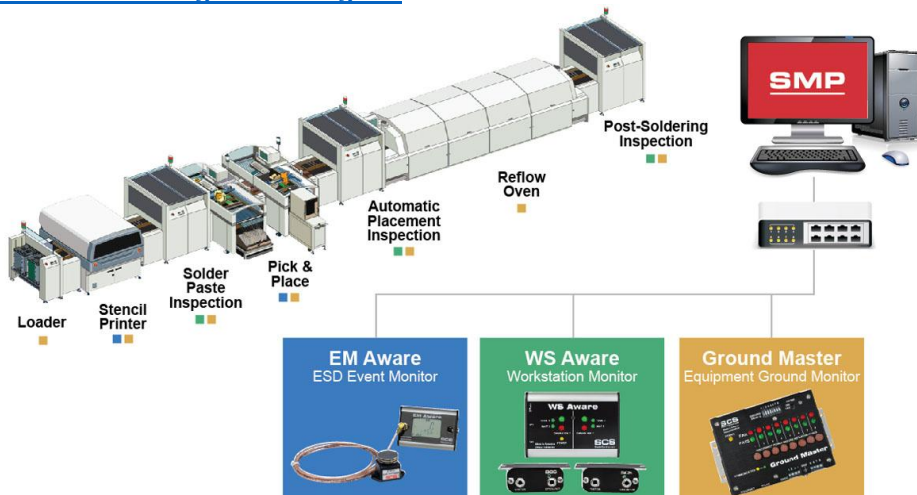 SMP
Post-Soldering
Inspection
Reflow
Oven
Automatic
Placement
Inspection
Pick &
Place
Solder
Paste
Inspection
Stencil
Printer
Loader
EM Aware
ESD Event Monitor
WS Aware
Workstation Monitor
Ground Master
Equipment Ground Monitor
EM Aware
SCS
WS Aware
SCS
SCS
Ground Master